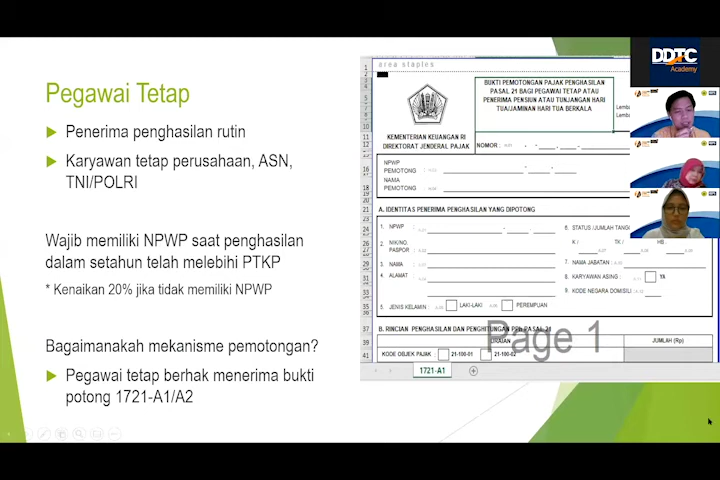 Pegawai Tetap
Penerima penghasilan rutin
Karyawan tetap perusahaan, ASN,
TNI/POLRI
Wajib memiliki NPWP saat penghasilan
dalam setahun telah melebihi PTKP
* Kenaikan 20% jika tidak memiliki NPWP
Bagaimanakah mekanisme pemotongan?
Pegawai tetap berhak menerima bukti
potong 1721-A1/A2
area staples
KEMENTERIAN KEUANGAN RI
DIREKTORAT JENDERAL PAJAK
BUKTI PEMOTONGAN PAJAK PENGHASILAN
PASAL 21 BAGI PEGAWAI TETAP ATAU
PENERIMA PENSIUN ATAU TUNJANGAN HARI
TUA/JAMINAN HARI TUA BERKALA
NOMOR :
NPWP
PEMOTONG :
NAMA
PEMOTONG :
A. IDENTITAS PENERIMA PENGHASILAN YANG DIPOTONG
1. NPWP :
2. NIK/NO.
PASPOR :
3. NAMA :
4. ALAMAT :
5. JENIS KELAMIN : LAKI-LAKI PEREMPUAN
6. STATUS /JUMLAH TANG
K / TK / HB /
7. NAMA JABATAN :
8. KARYAWAN ASING : YA
9. KODE NEGARA DOMISILI :
B. RINCIAN PENGHASILAN DAN PENGHITUNGAN PPh PASAL 21
URAIAN JUMLAH (Rp)
KODE OBJEK PAJAK : 21-100-01 21-100-02
Page 1
1721-A1
DDTC
Academy